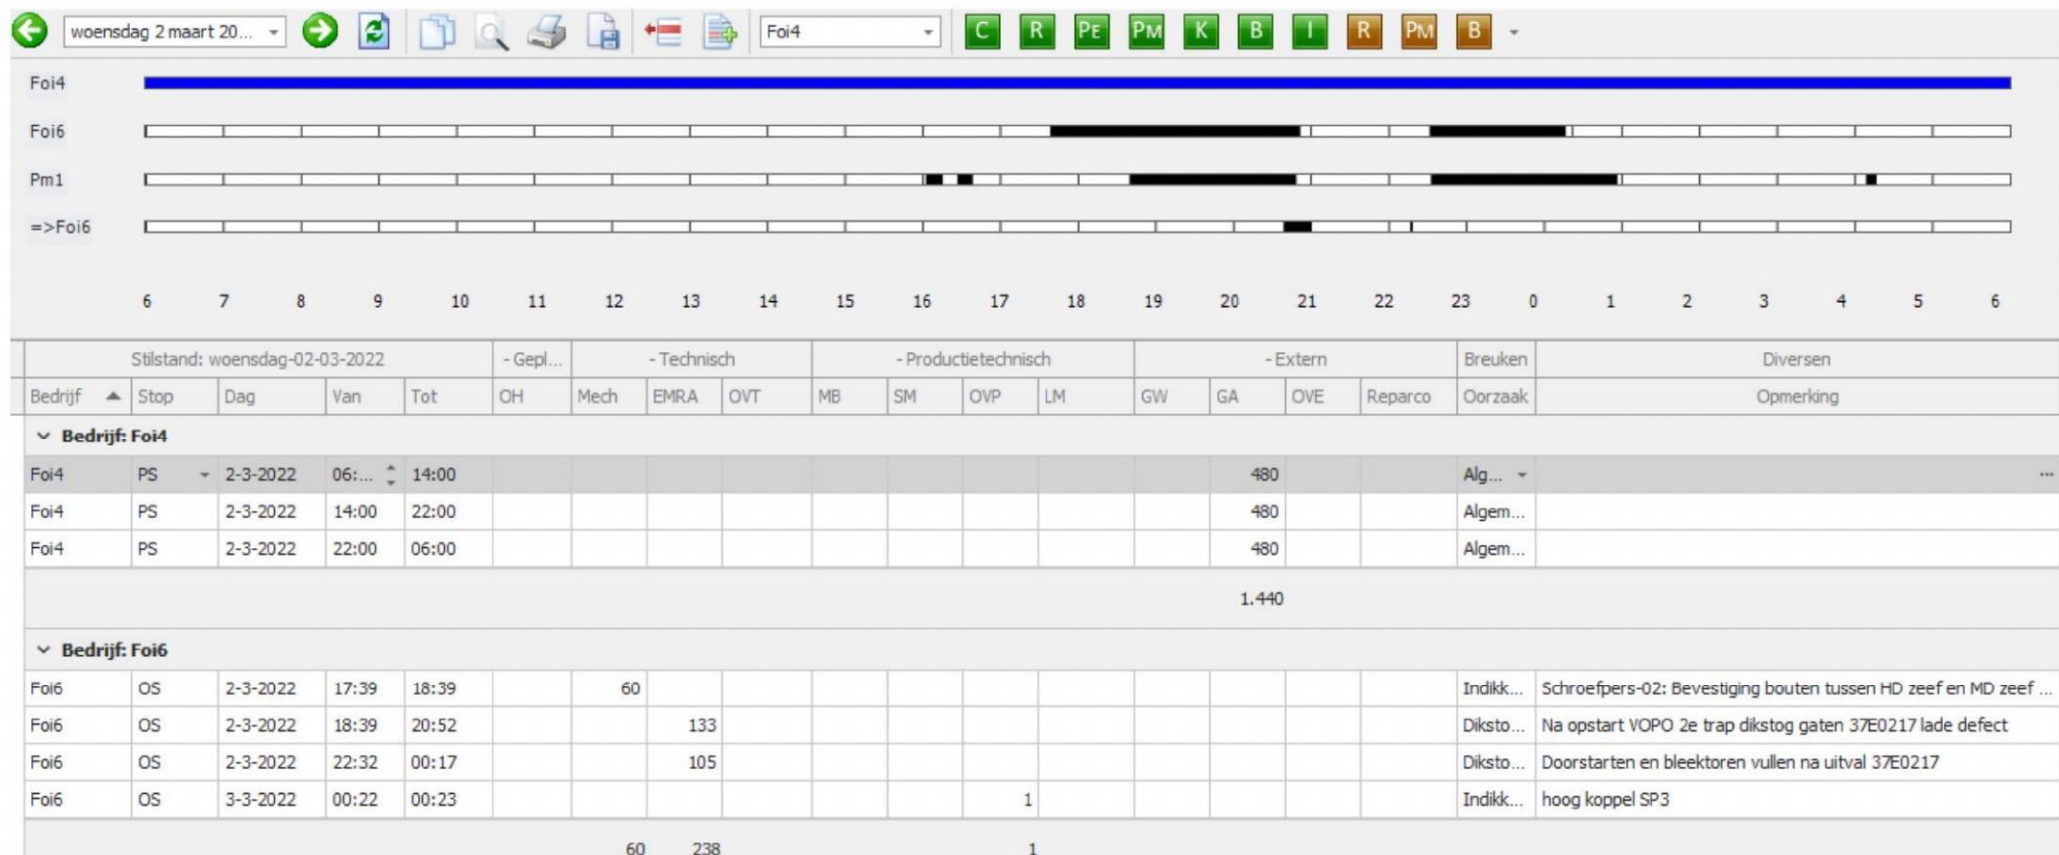 woensdag 2 maart 20... Foi4 C R PE PM K B I R PM B
Foi4
Foi6
Pm1
=>Foi6
6 7 8 9 10 11 12 13 14 15 16 17 18 19 20 21 22 23 0 1 2 3 4 5 6
Stilstand: woensdag-02-03-2022 - Gepl... - Technisch - Productietechnisch - Extern Breuken Diversen
Bedrijf Stop Dag Van Tot OH Mech EMRA OVT MB SM OVP LM GW GA OVE Reparco Oorzaak Opmerking
Bedrijf: Foi4
Foi4 PS 2-3-2022 06:... 14:00 480 Alg... ...
Foi4 PS 2-3-2022 14:00 22:00 480 Algem...
Foi4 PS 2-3-2022 22:00 06:00 480 Algem...
1.440
Bedrijf: Foi6
Foi6 OS 2-3-2022 17:39 18:39 60 Indikk... Schroefpers-02: Bevestiging bouten tussen HD zeef en MD zeef ...
Foi6 OS 2-3-2022 18:39 20:52 133 Diksto... Na opstart VOPO 2e trap dikstog gaten 37E0217 lade defect
Foi6 OS 2-3-2022 22:32 00:17 105 Diksto... Doorstarten en bleektoren vullen na uitval 37E0217
Foi6 OS 3-3-2022 00:22 00:23 1 Indikk... hoog koppel SP3
60 238 1